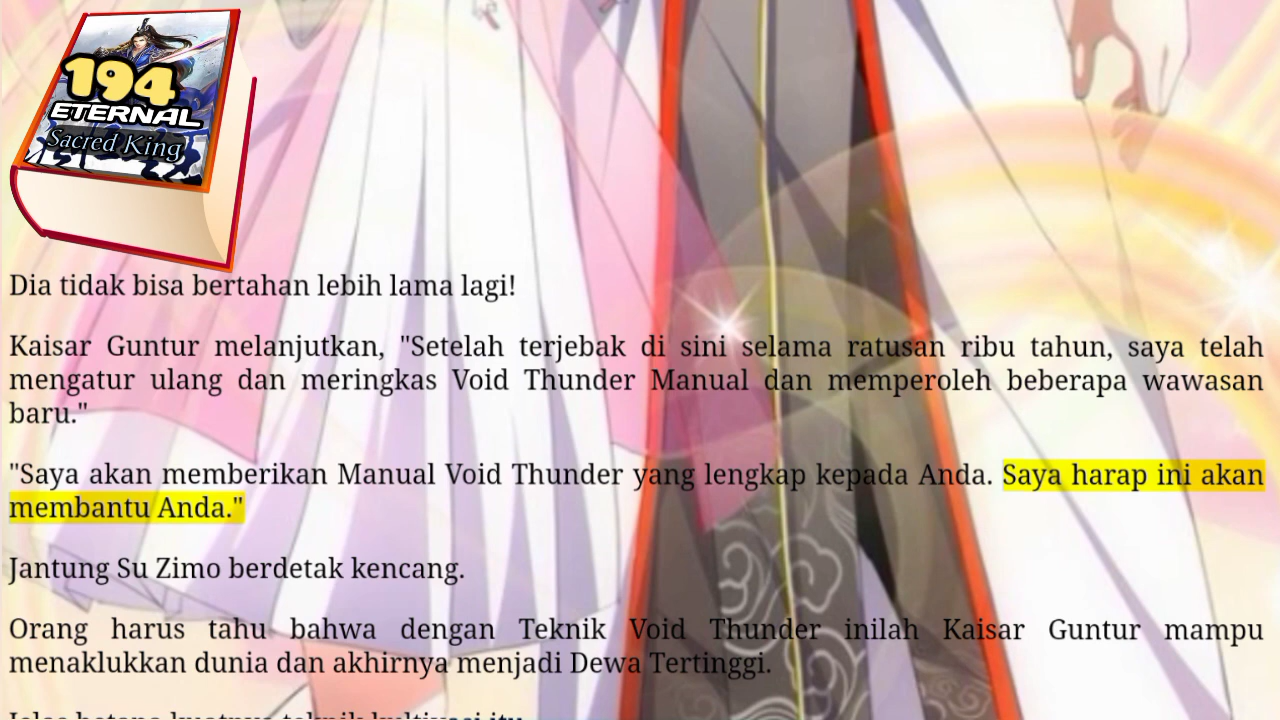 194
ETERNAL
Sacred King
Dia tidak bisa bertahan lebih lama lagi!
Kaisar Guntur melanjutkan, "Setelah terjebak di sini selama ratusan ribu tahun, saya telah
mengatur ulang dan meringkas Void Thunder Manual dan memperoleh beberapa wawasan
baru."
"Saya akan memberikan Manual Void Thunder yang lengkap kepada Anda. Saya harap ini akan
membantu Anda."
Jantung Su Zimo berdetak kencang.
Orang harus tahu bahwa dengan Teknik Void Thunder inilah Kaisar Guntur mampu
menaklukkan dunia dan akhirnya menjadi Dewa Tertinggi.